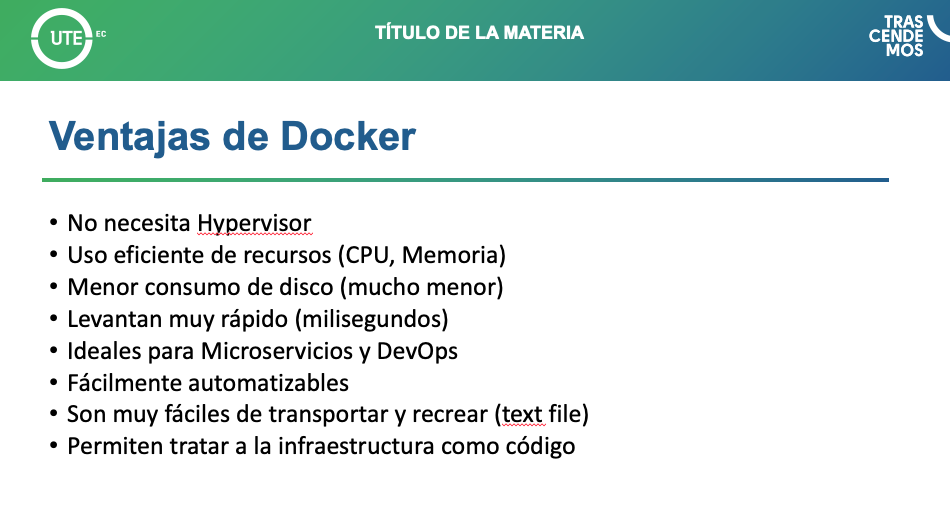 UTE EC
TÍTULO DE LA MATERIA
TRAS
CENDE
MOS
Ventajas de Docker
• No necesita Hypervisor
• Uso eficiente de recursos (CPU, Memoria)
• Menor consumo de disco (mucho menor)
• Levantan muy rápido (milisegundos)
• Ideales para Microservicios y DevOps
• Fácilmente automatizables
• Son muy fáciles de transportar y recrear (text file)
• Permiten tratar a la infraestructura como código